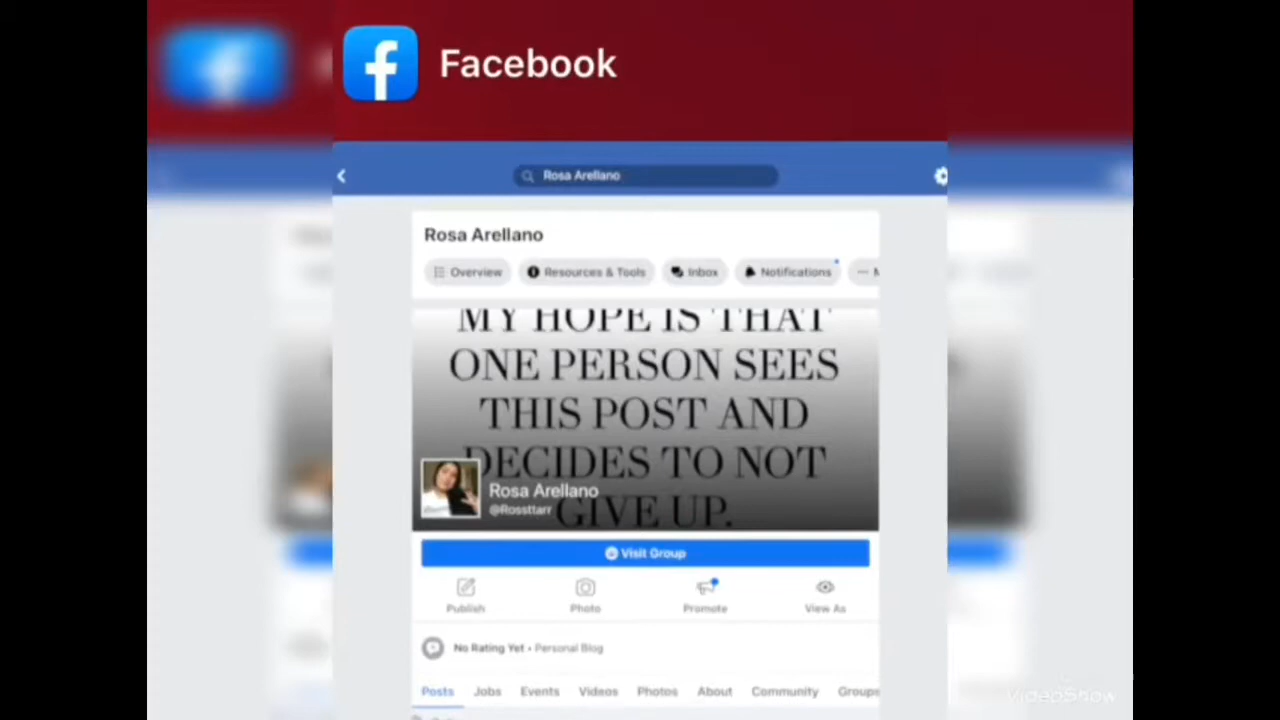 Facebook
Rosa Arellano
Rosa Arellano
Overview
Resources & Tools
Inbox
Notifications
MY HOPE IS THAT
ONE PERSON SEES
THIS POST AND
DECIDES TO NOT
GIVE UP.
Rosa Arellano
@Rossttarr
Visit Group
Publish
Photo
Promote
View As
No Rating Yet • Personal Blog
Posts
Jobs
Events
Videos
Photos
About
Community
Groups
VideoShow